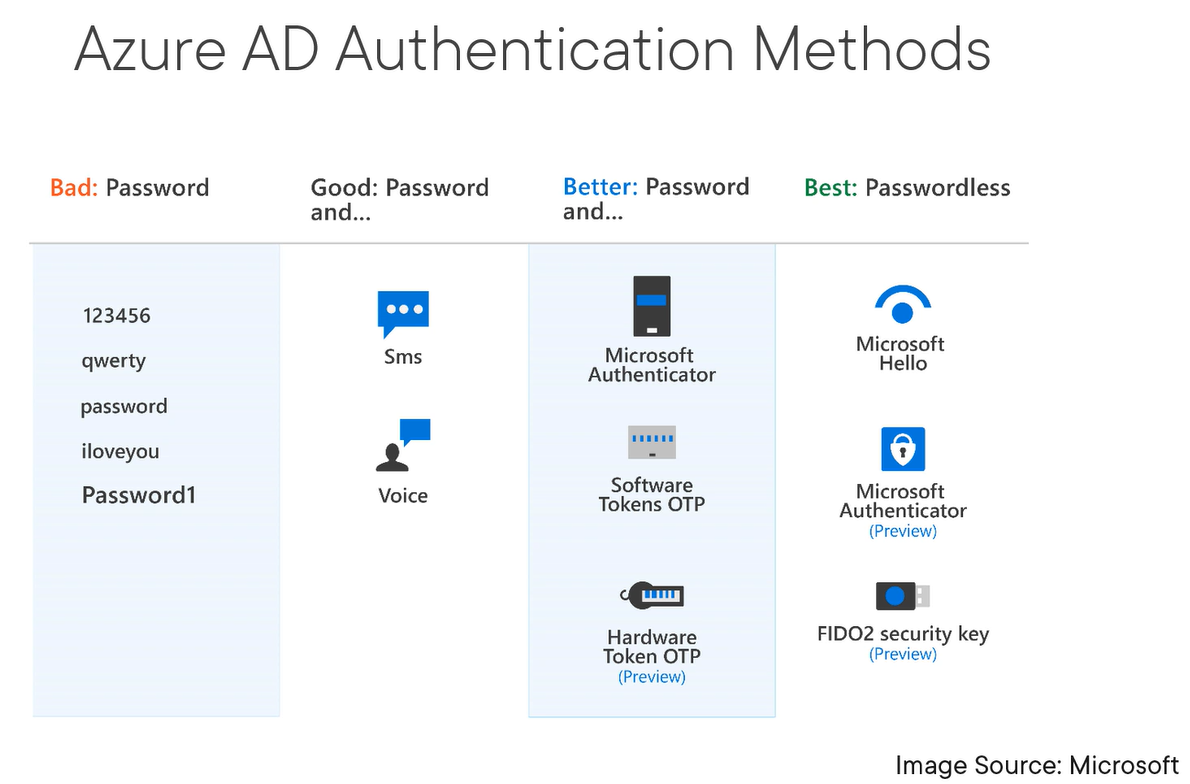 Azure AD Authentication Methods
Bad: Password
Good: Password
and...
Better: Password
and...
Best: Passwordless
123456
qwerty
password
iloveyou
Password1
Sms
Voice
Microsoft
Authenticator
Software
Tokens OTP
Hardware
Token OTP
(Preview)
Microsoft
Hello
Microsoft
Authenticator
(Preview)
FIDO2 security key
(Preview)
Image Source: Microsoft